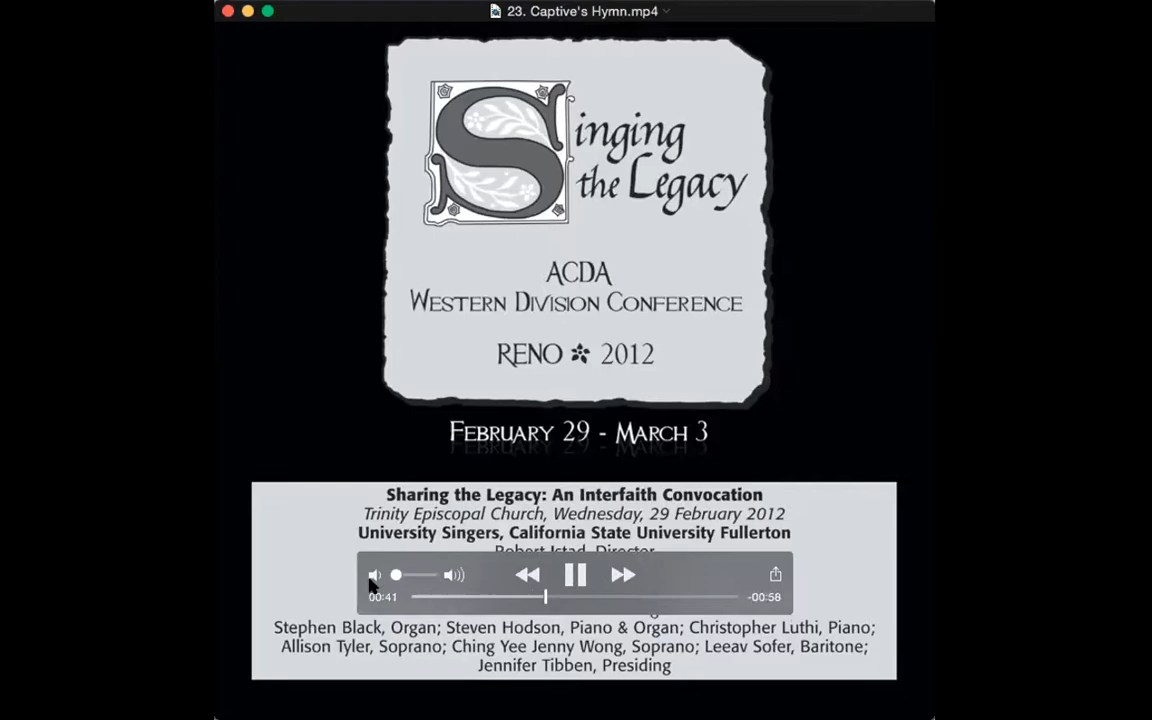 23. Captive's Hymn.mp4
Singing
the Legacy
ACDA
WESTERN DIVISION CONFERENCE
RENO 2012
FEBRUARY 29 - MARCH 3
Sharing the Legacy: An Interfaith Convocation
Trinity Episcopal Church, Wednesday, 29 February 2012
University Singers, California State University Fullerton
Robert Istad, Director
00:41
-00:58
Stephen Black, Organ; Steven Hodson, Piano & Organ; Christopher Luthi, Piano;
Allison Tyler, Soprano; Ching Yee Jenny Wong, Soprano; Leeav Sofer, Baritone;
Jennifer Tibben, Presiding